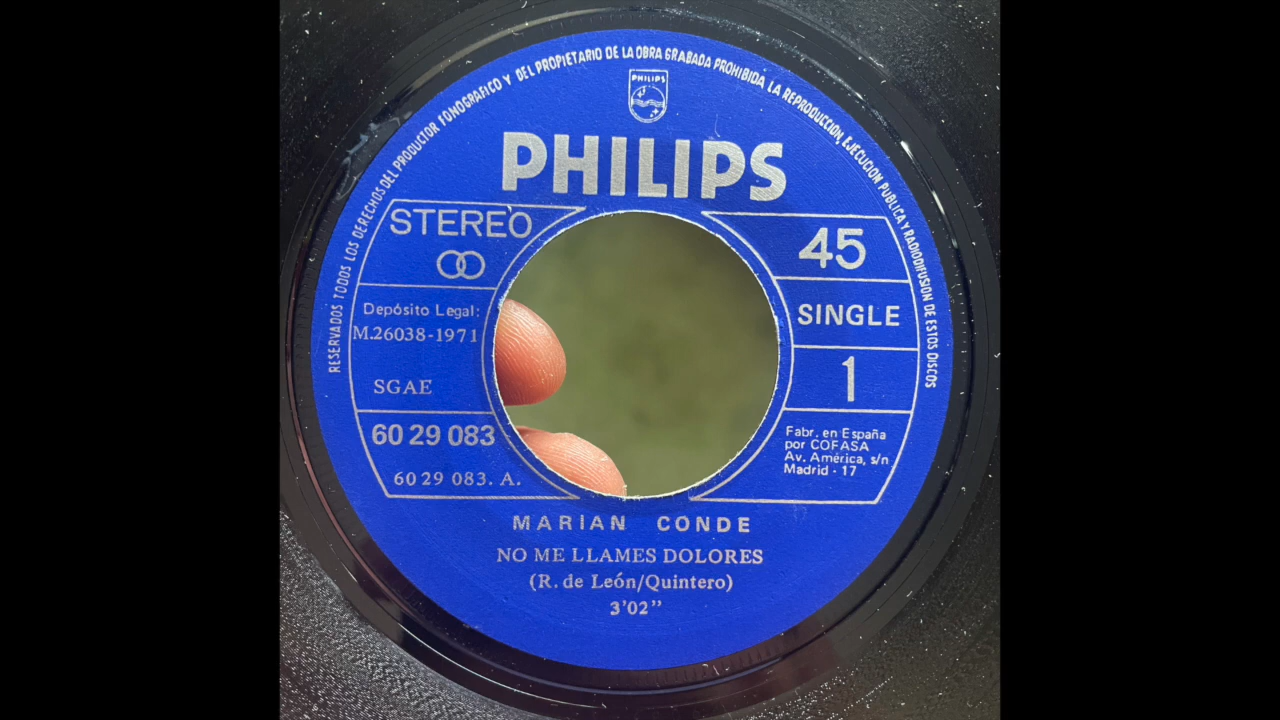 RESERVADOS TODOS LOS DERECHOS DEL PRODUCTOR FONOGRAFICO Y DEL PROPIETARIO DE LA OBRA GRABADA PROHIBIDA LA REPRODUCCION, EJECUCION PUBLICA Y RADIODIFUSION DE ESTOS DISCOS
PHILIPS
PHILIPS
STEREO
Depósito Legal:
M.26038-1971
SGAE
60 29 083
60 29 083. A.
45
SINGLE
1
Fabr. en España
por COFASA
Av. América, s/n
Madrid - 17
MARIAN CONDE
NO ME LLAMES DOLORES
(R. de León/Quintero)
3'02”